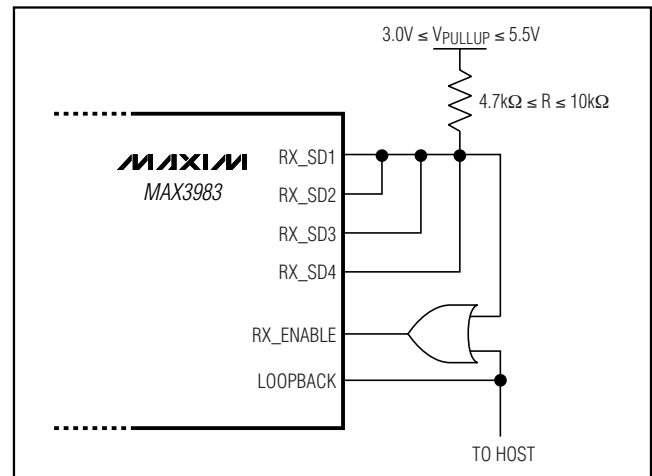 3.0V ≤ VPULLUP ≤ 5.5V
4.7kΩ ≤ R ≤ 10kΩ
MAXIM
MAX3983
RX_SD1
RX_SD2
RX_SD3
RX_SD4
RX_ENABLE
LOOPBACK
TO HOST